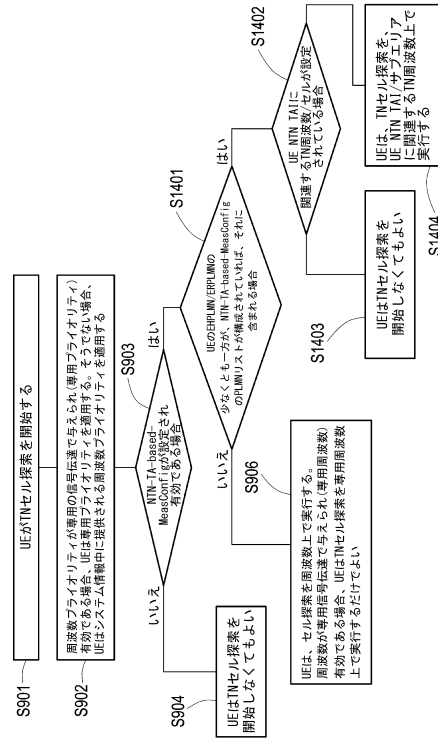 S901
UEがTNセル探索を開始する
S902
周波数プライオリティが専用の信号伝達で与えられ(専用プライオリティ)
有効である場合、UEは専用プライオリティを適用する。そうでない場合、
UEはシステム情報中に提供される周波数プライオリティを適用する
S903
NTN-TA-based-
MeasConfigが設定され
有効である場合
いいえ
はい
S904
UEはTNセル探索を
開始しなくてもよい
S1401
UEのEHPLMN/ERPLMNの
少なくとも一方が、NTN-TA-based-MeasConfig
のPLMNリストが構成されていれば、それに
含まれる場合
いいえ
はい
S906
UEは、セル探索を周波数上で実行する。
周波数が専用信号伝達で与えられ(専用周波数)
有効である場合、UEはTNセル探索を専用周波数
上で実行するだけでよい
S1402
UE NTN TAIに
関連するTN周波数/セルが設定
されている場合
S1403
UEはTNセル探索を
開始しなくてもよい
S1404
UEは、TNセル探索を、
UE NTN TAI/サブエリア
に関連するTN周波数上で
実行する